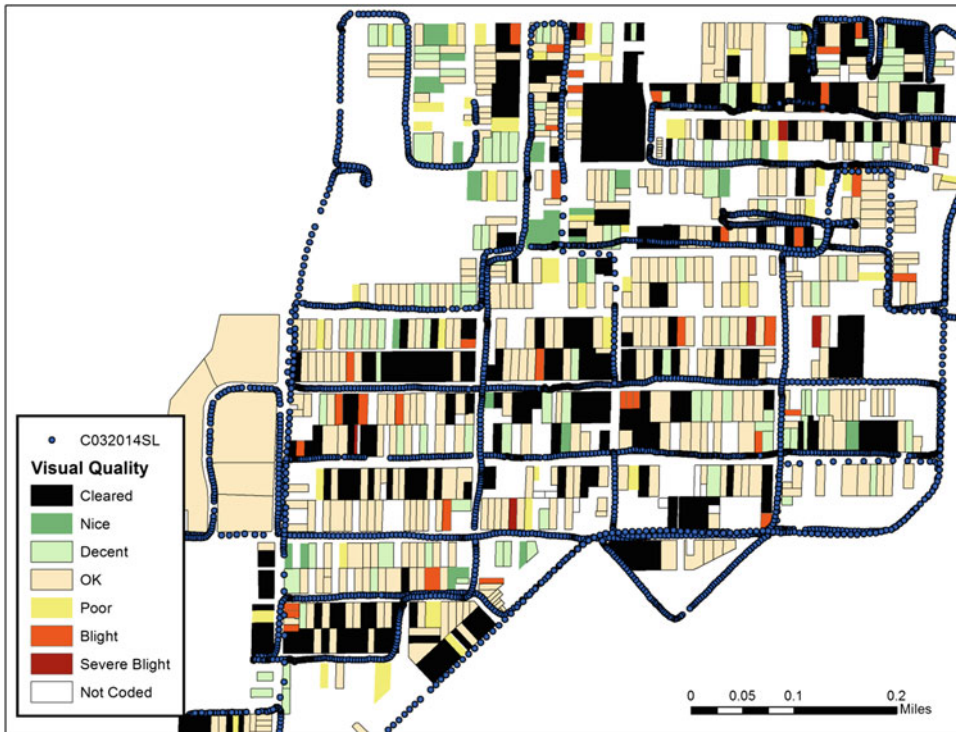 C032014SL
Visual Quality
Cleared
Nice
Decent
OK
Poor
Blight
Severe Blight
Not Coded
0 0.05 0.1 0.2
Miles